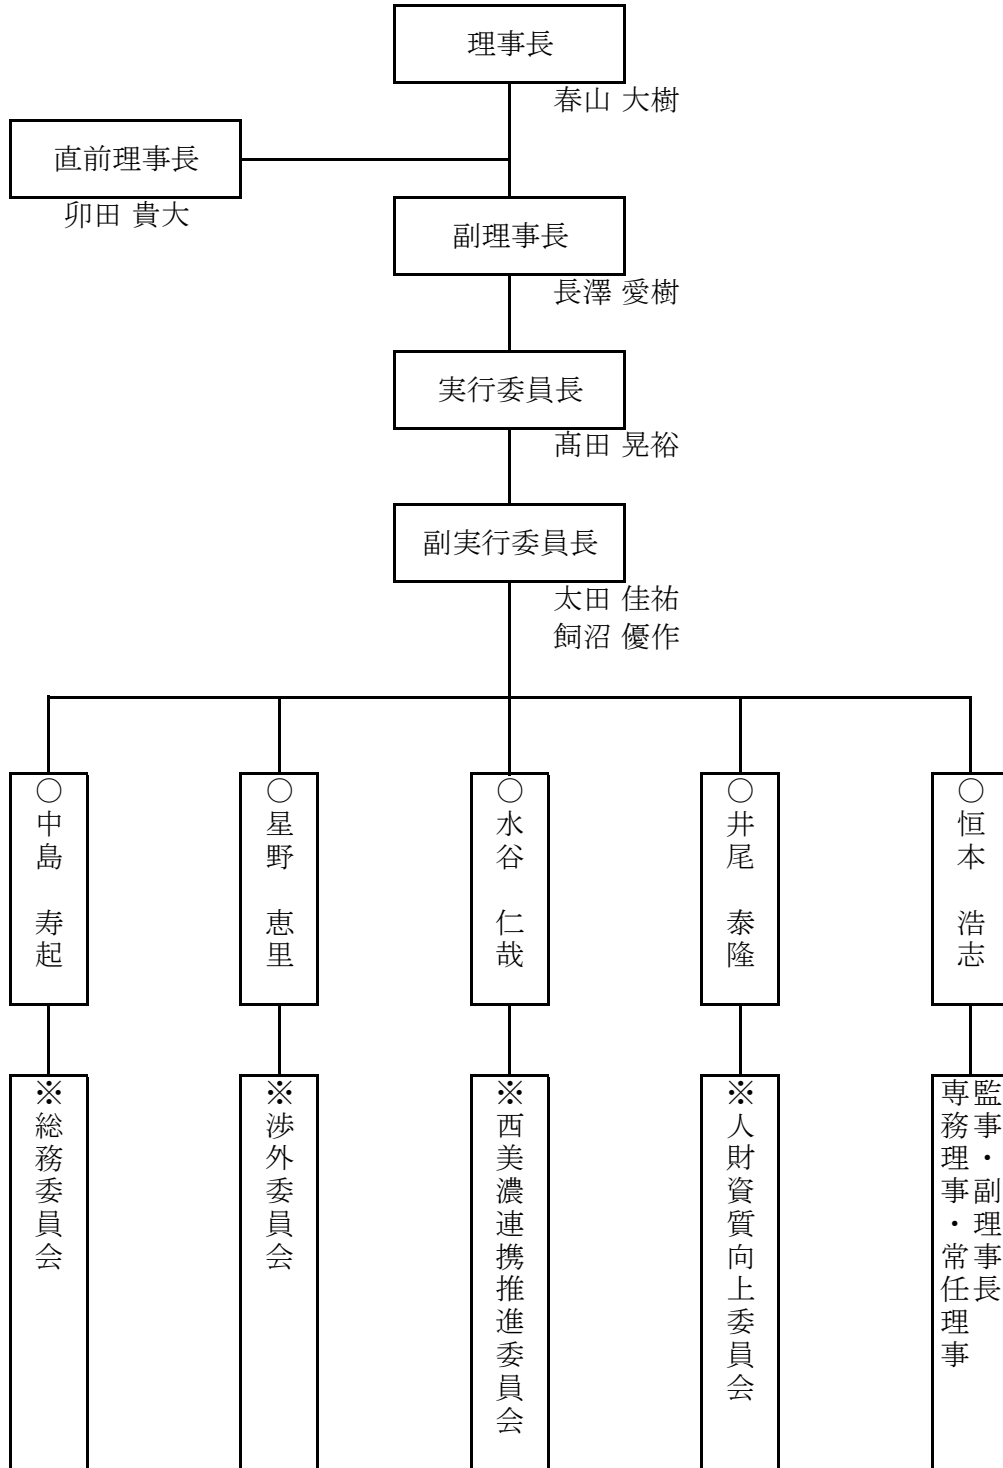 理事長
春山 大樹
直前理事長
卯田 貴大
副理事長
長澤 愛樹
実行委員長
髙田 晃裕
副実行委員長
太田 佳祐
飼沼 優作
○中島 寿起
○星野 恵里
○水谷 仁哉
○井尾 泰隆
○恒本 浩志
※総務委員会
※渉外委員会
※西美濃連携推進委員会
※人財資質向上委員会
監事・副理事長
専務理事・常任理事